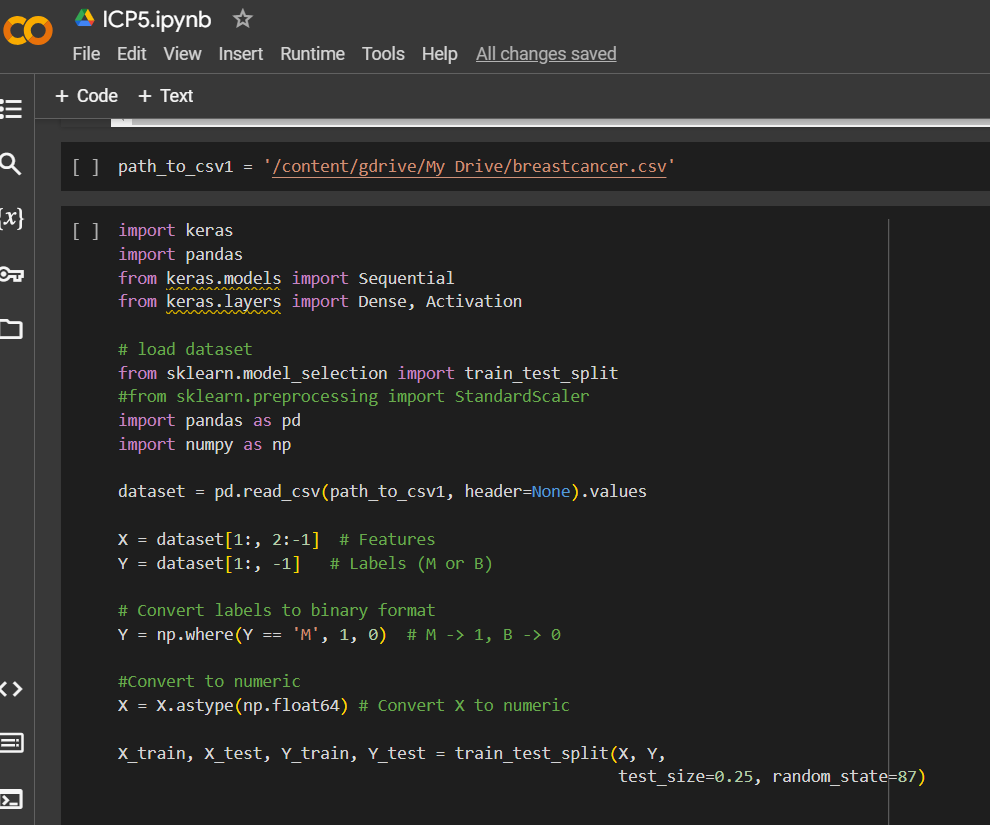 ICP5.ipynb
File Edit View Insert Runtime Tools Help All changes saved
+ Code + Text
[ ] path_to_csv1 = '/content/gdrive/My Drive/breastcancer.csv'
[ ] import keras
import pandas
from keras.models import Sequential
from keras.layers import Dense, Activation
# load dataset
from sklearn.model_selection import train_test_split
#from sklearn.preprocessing import StandardScaler
import pandas as pd
import numpy as np
dataset = pd.read_csv(path_to_csv1, header=None).values
X = dataset[1:, 2:-1]  # Features
Y = dataset[1:, -1]   # Labels (M or B)
# Convert labels to binary format
Y = np.where(Y == 'M', 1, 0)  # M -> 1, B -> 0
#Convert to numeric
X = X.astype(np.float64) # Convert X to numeric
X_train, X_test, Y_train, Y_test = train_test_split(X, Y,
test_size=0.25, random_state=87)